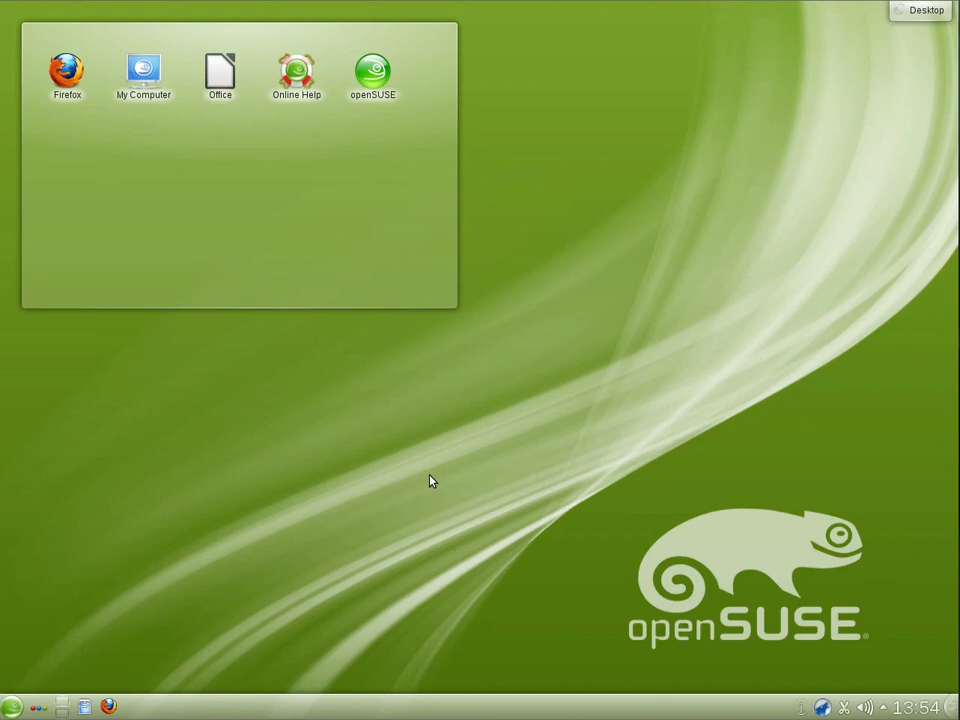 Desktop
Firefox
My Computer
Office
Online Help
openSUSE
openSUSE®
13:54